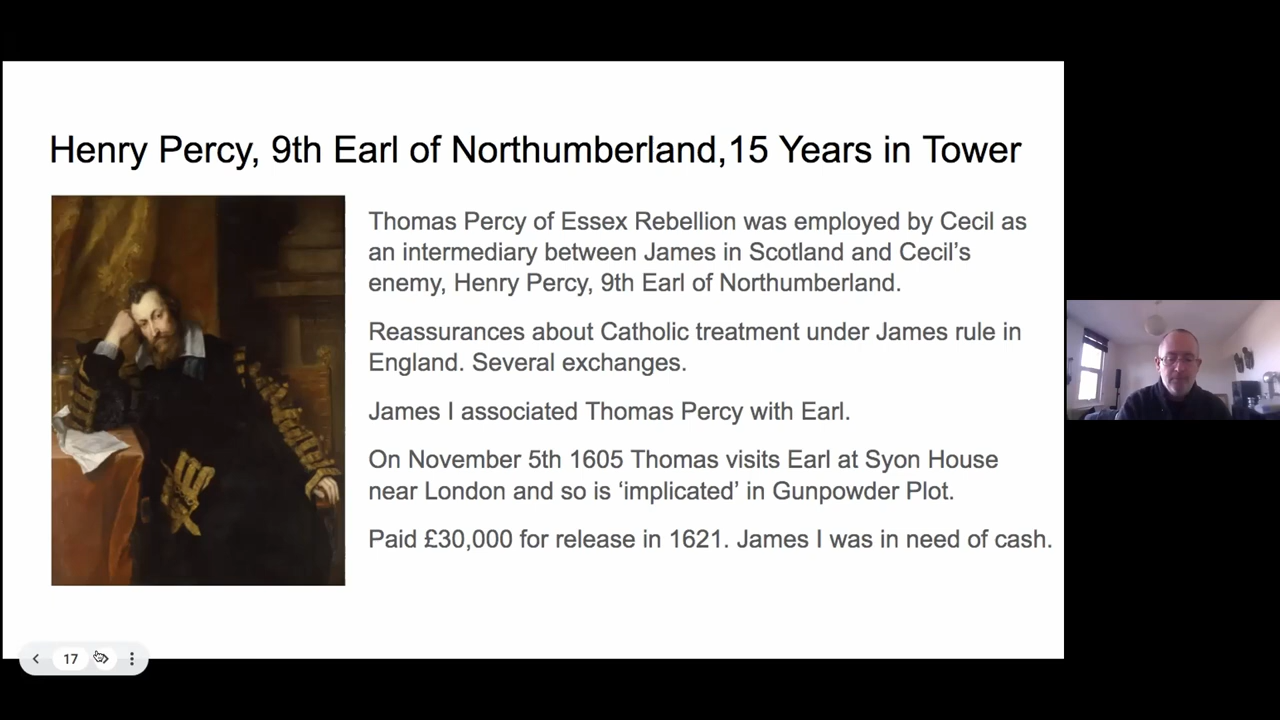 Henry Percy, 9th Earl of Northumberland,15 Years in Tower
Thomas Percy of Essex Rebellion was employed by Cecil as
an intermediary between James in Scotland and Cecil’s
enemy, Henry Percy, 9th Earl of Northumberland.
Reassurances about Catholic treatment under James rule in
England. Several exchanges.
James I associated Thomas Percy with Earl.
On November 5th 1605 Thomas visits Earl at Syon House
near London and so is ‘implicated’ in Gunpowder Plot.
Paid £30,000 for release in 1621. James I was in need of cash.
17